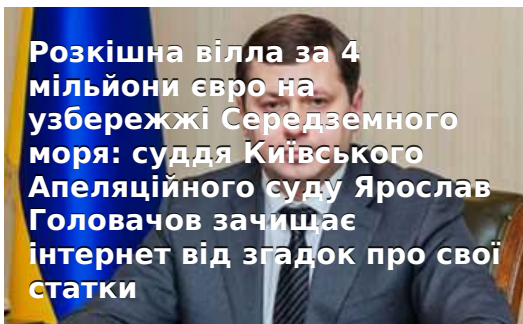 Розкішна вілла за 4
мільйони євро на
узбережжі Середземного
моря: суддя Київського
Апеляційного суду Ярослав
Головачов зачищає
інтернет від згадок про свої
статки